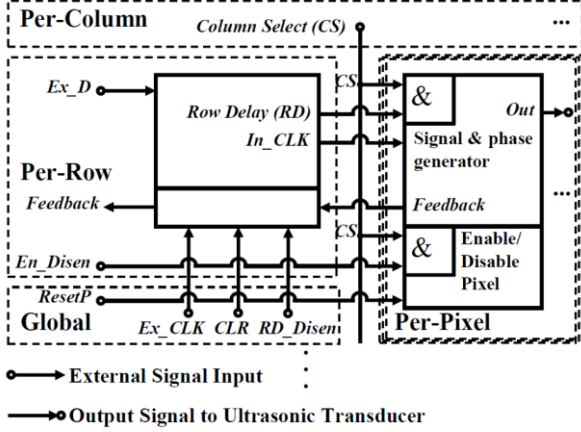 Per-Column
Column Select (CS)
...
Ex_D
CS
&
Out
Row Delay (RD)
In_CLK
Signal & phase
generator
Per-Row
...
Feedback
Feedback
CS
&
Enable/
Disable
Pixel
En_Disen
ResetP
Global
Ex_CLK CLR RD_Disen
Per-Pixel
External Signal Input
Output Signal to Ultrasonic Transducer